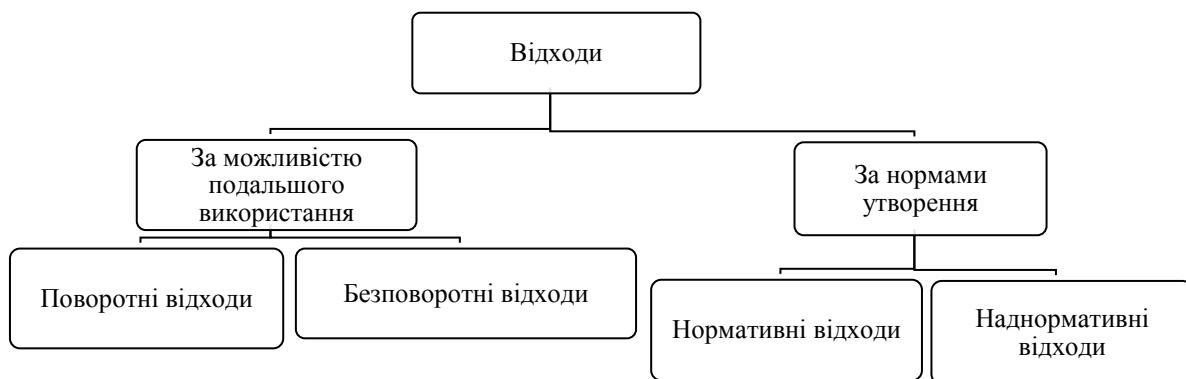 Відходи
За можливістю
подальшого
використання
За нормами
утворення
Поворотні відходи
Безповоротні відходи
Нормативні відходи
Наднормативні
відходи